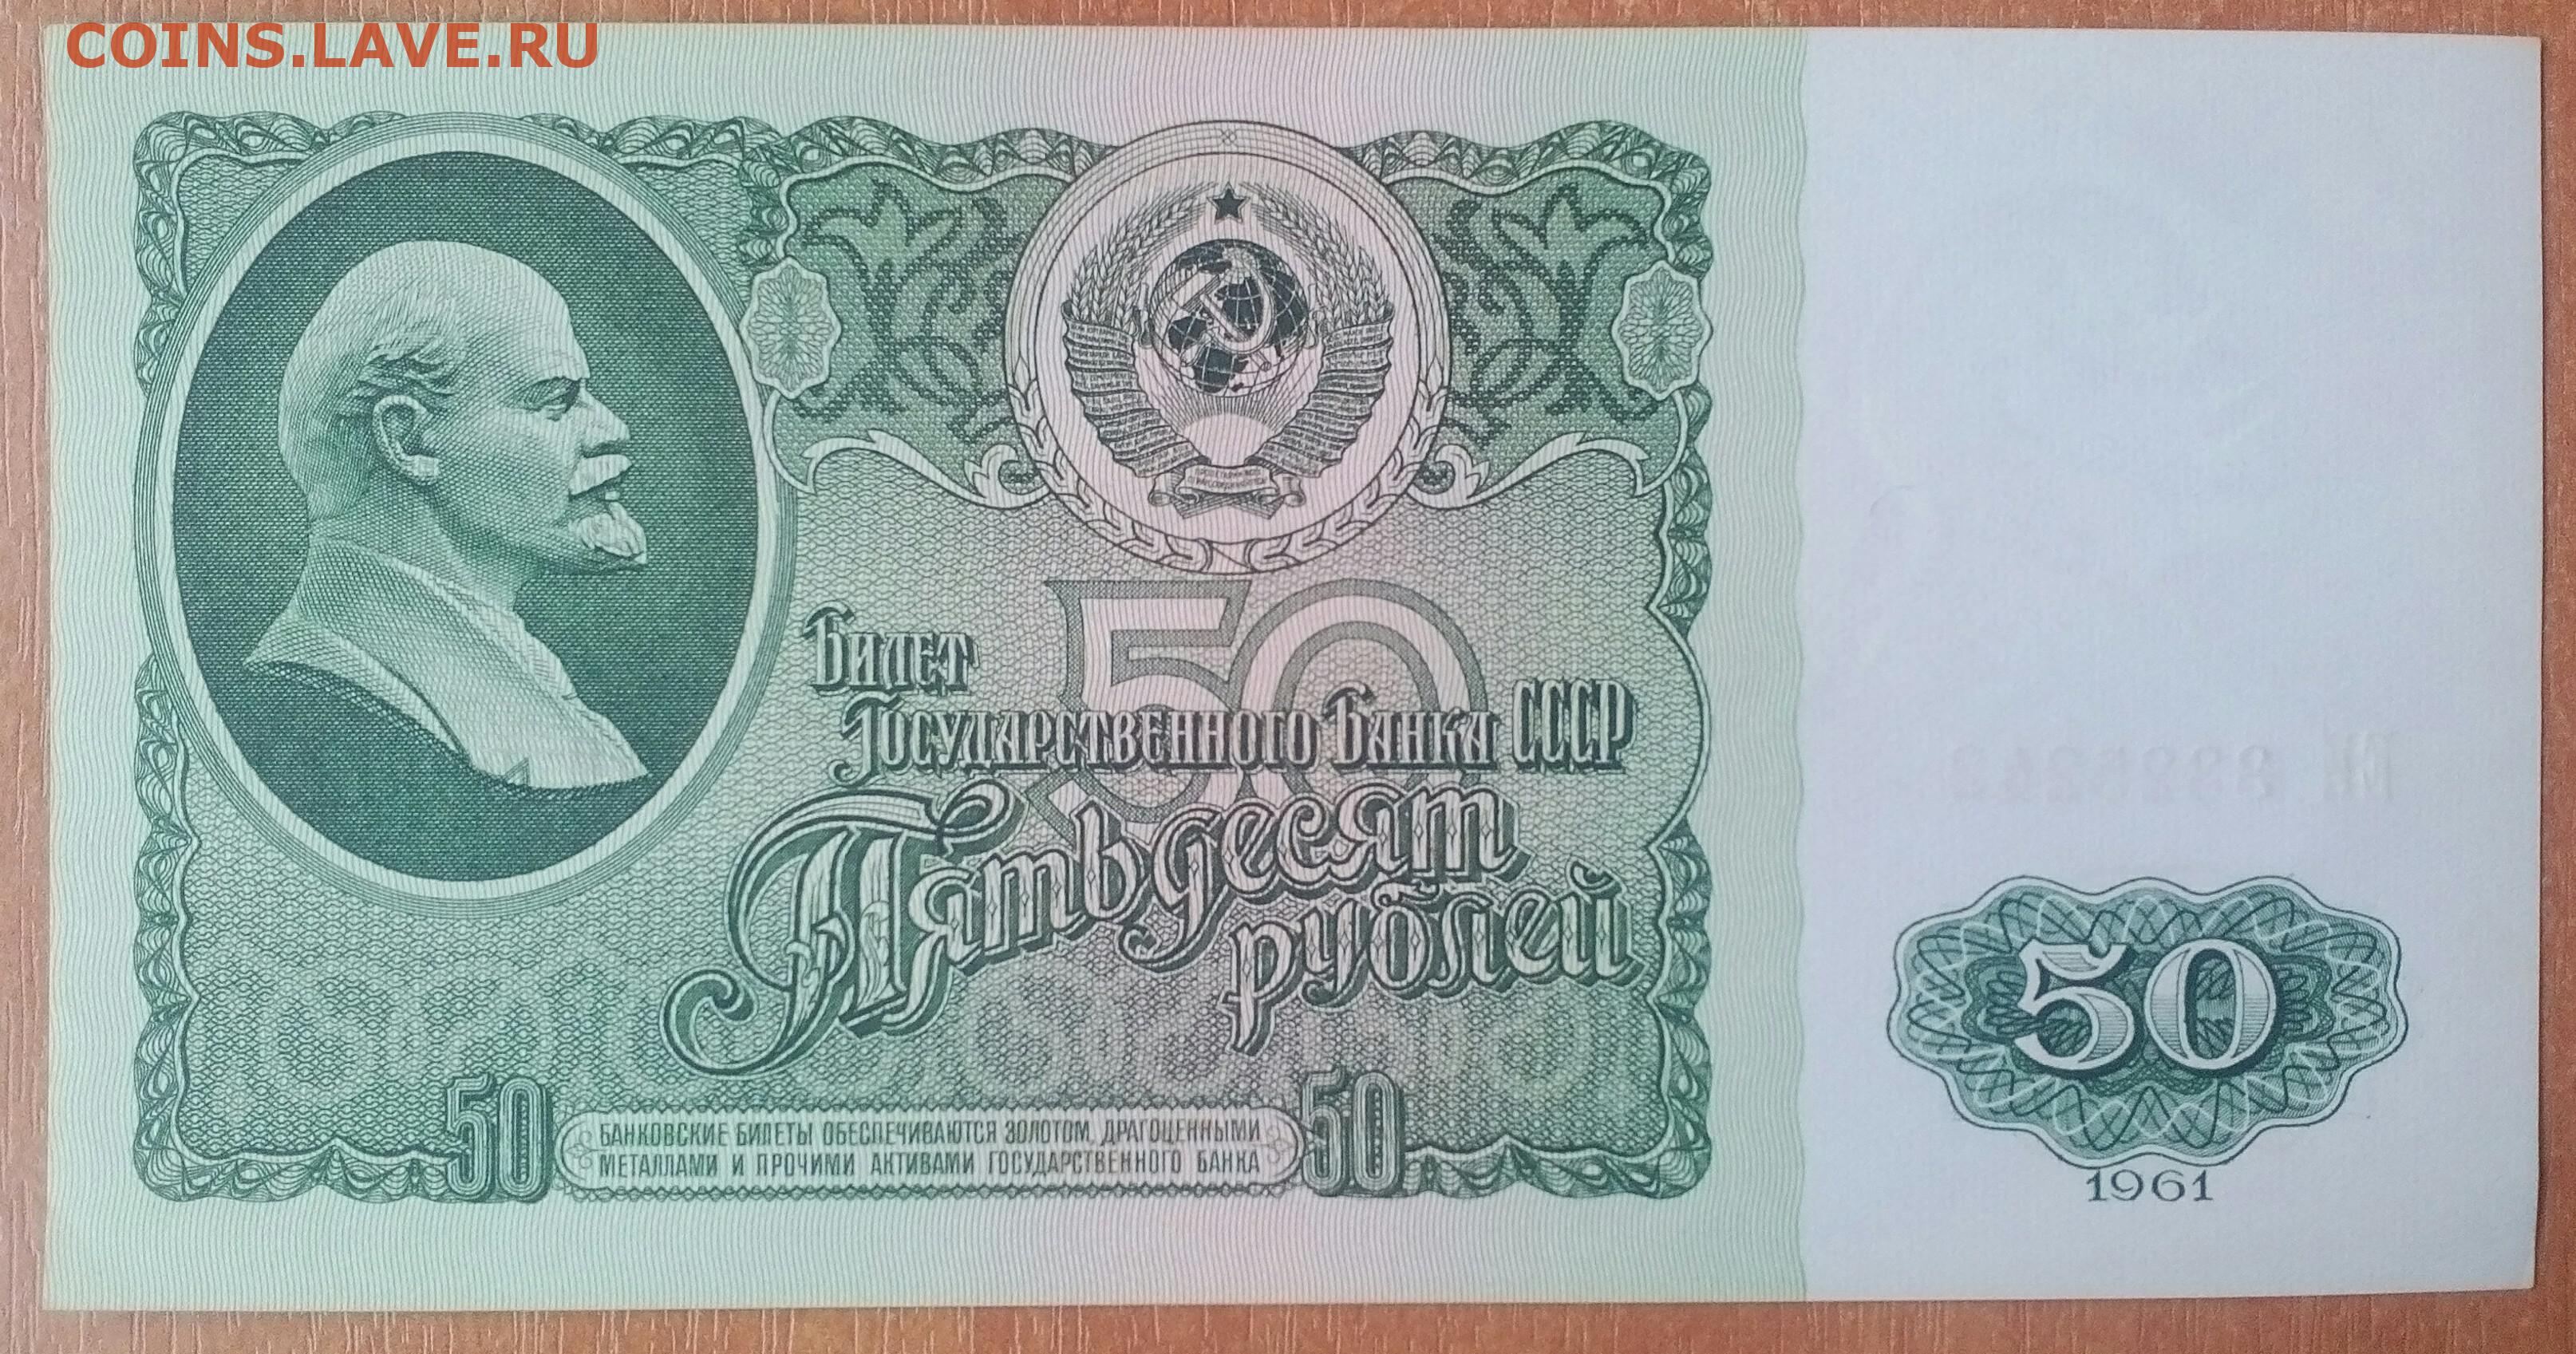 COINS.LAVE.RU
Билет
Государственного Банка СССР
50
Пятьдесят
рублей
50
БАНКОВСКИЕ БИЛЕТЫ ОБЕСПЕЧИВАЮТСЯ ЗОЛОТОМ, ДРАГОЦЕННЫМИ
МЕТАЛЛАМИ И ПРОЧИМИ АКТИВАМИ ГОСУДАРСТВЕННОГО БАНКА
50
50
1961